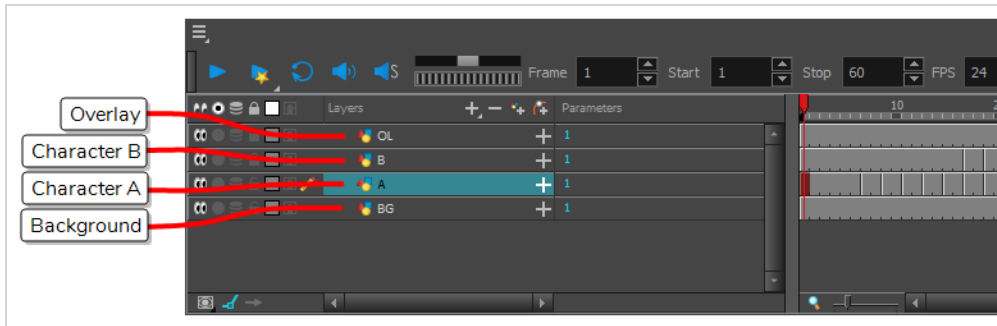 S Frame 1 Start 1 Stop 60 FPS 24
Layers Parameters 10
Overlay OL 1
Character B B 1
Character A A 1
Background BG 1